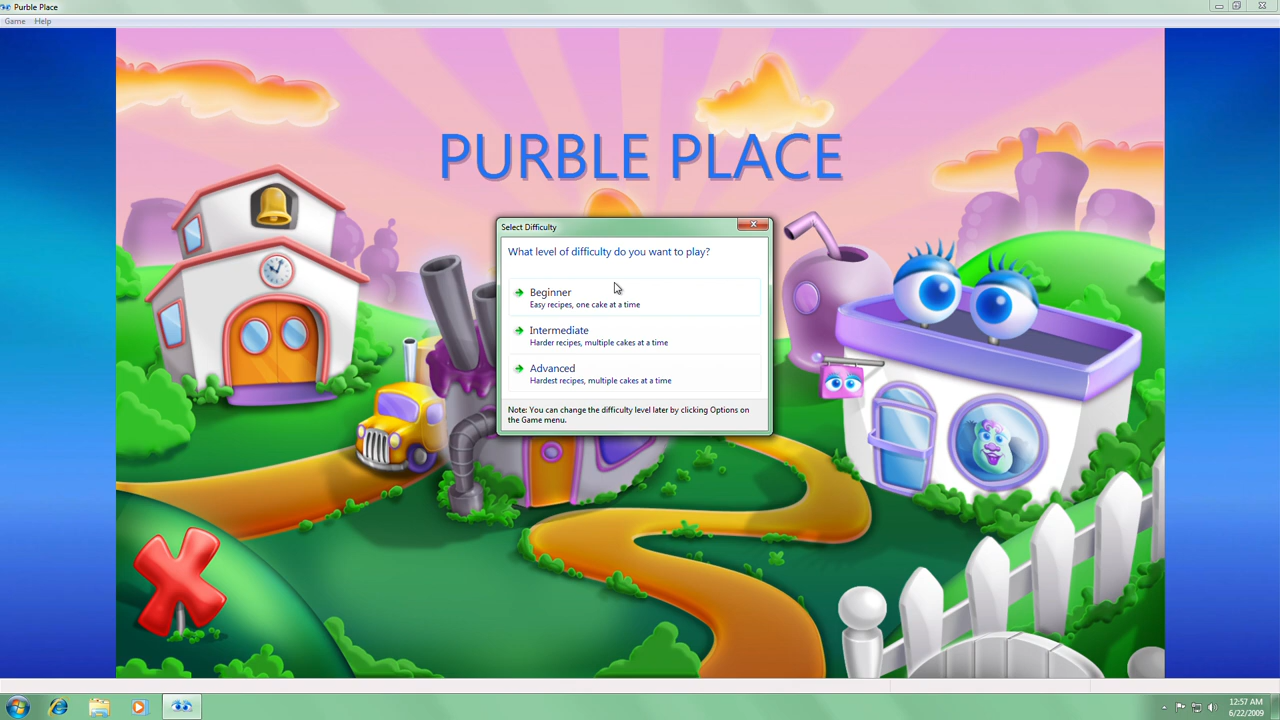 Purble Place
Game Help
PURBLE PLACE
Select Difficulty
What level of difficulty do you want to play?
Beginner
Easy recipes, one cake at a time
Intermediate
Harder recipes, multiple cakes at a time
Advanced
Hardest recipes, multiple cakes at a time
Note: You can change the difficulty level later by clicking Options on
the Game menu.
12:57 AM
6/22/2009